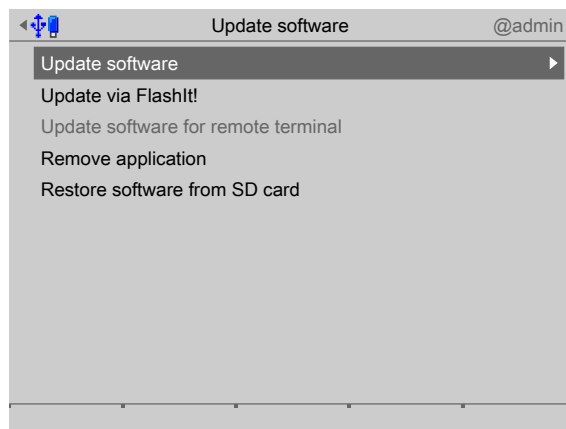 Update software @admin
Update software
Update via FlashIt!
Update software for remote terminal
Remove application
Restore software from SD card